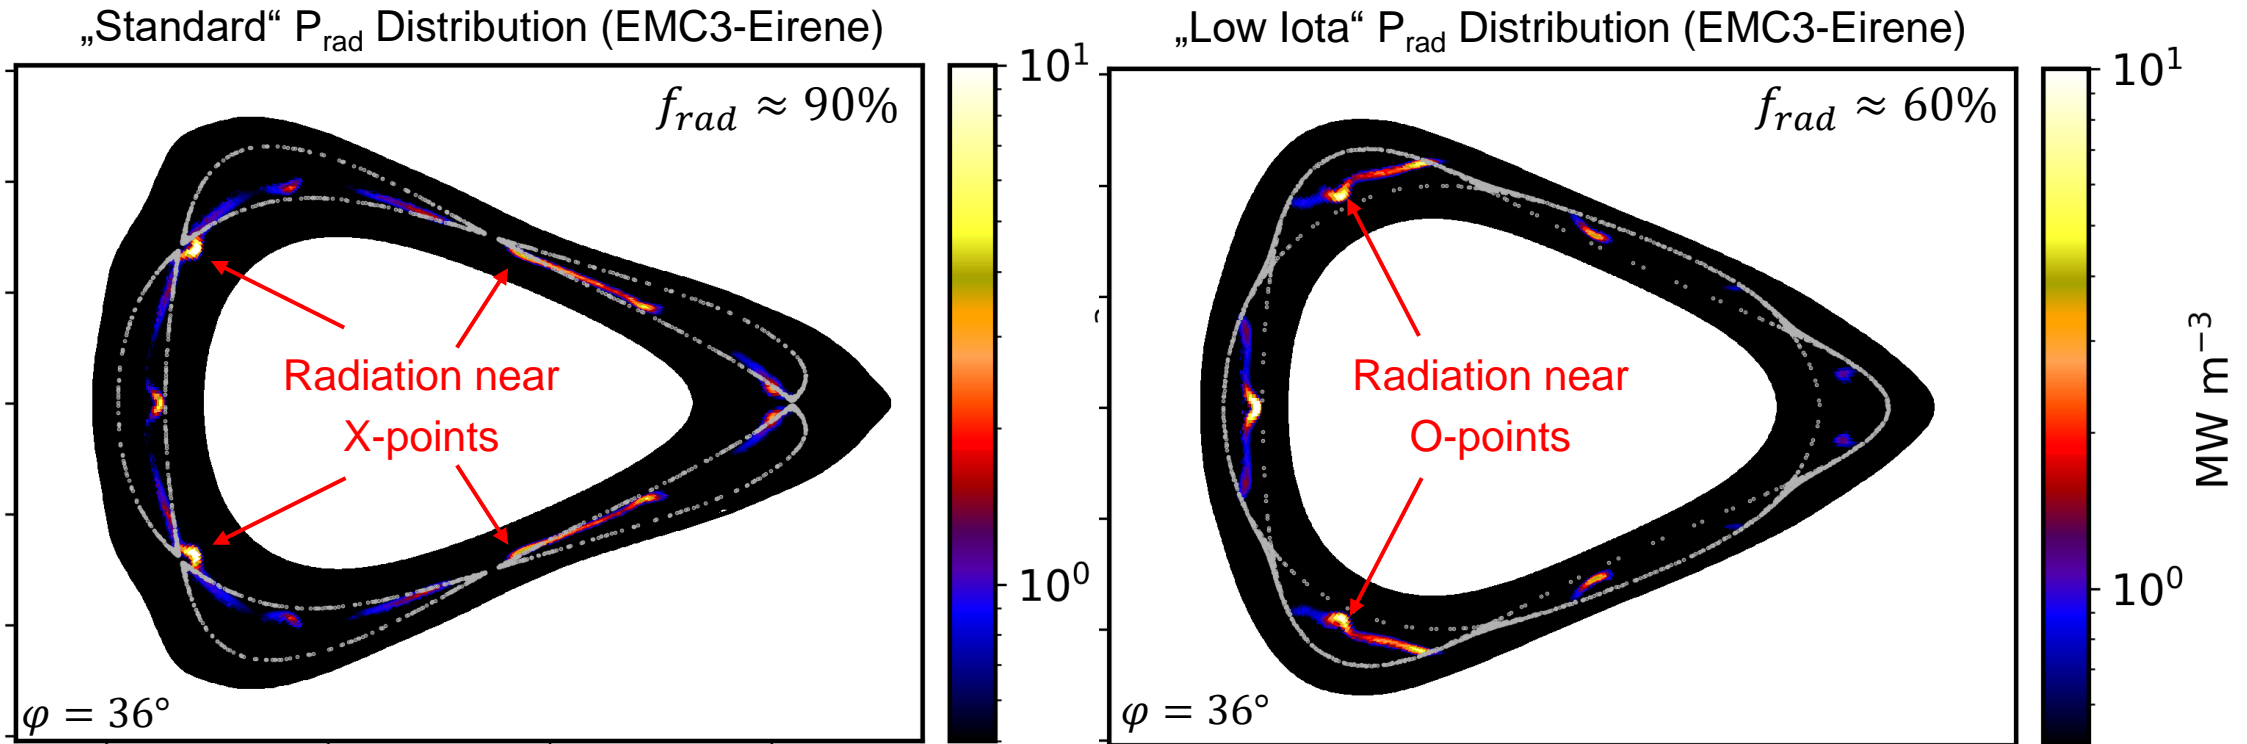 „Standard“ Prad Distribution (EMC3-Eirene)
10¹
frad ≈ 90%
Radiation near
X-points
10⁰
φ = 36°
„Low Iota“ Prad Distribution (EMC3-Eirene)
10¹
frad ≈ 60%
Radiation near
O-points
10⁰
MW m⁻³
φ = 36°